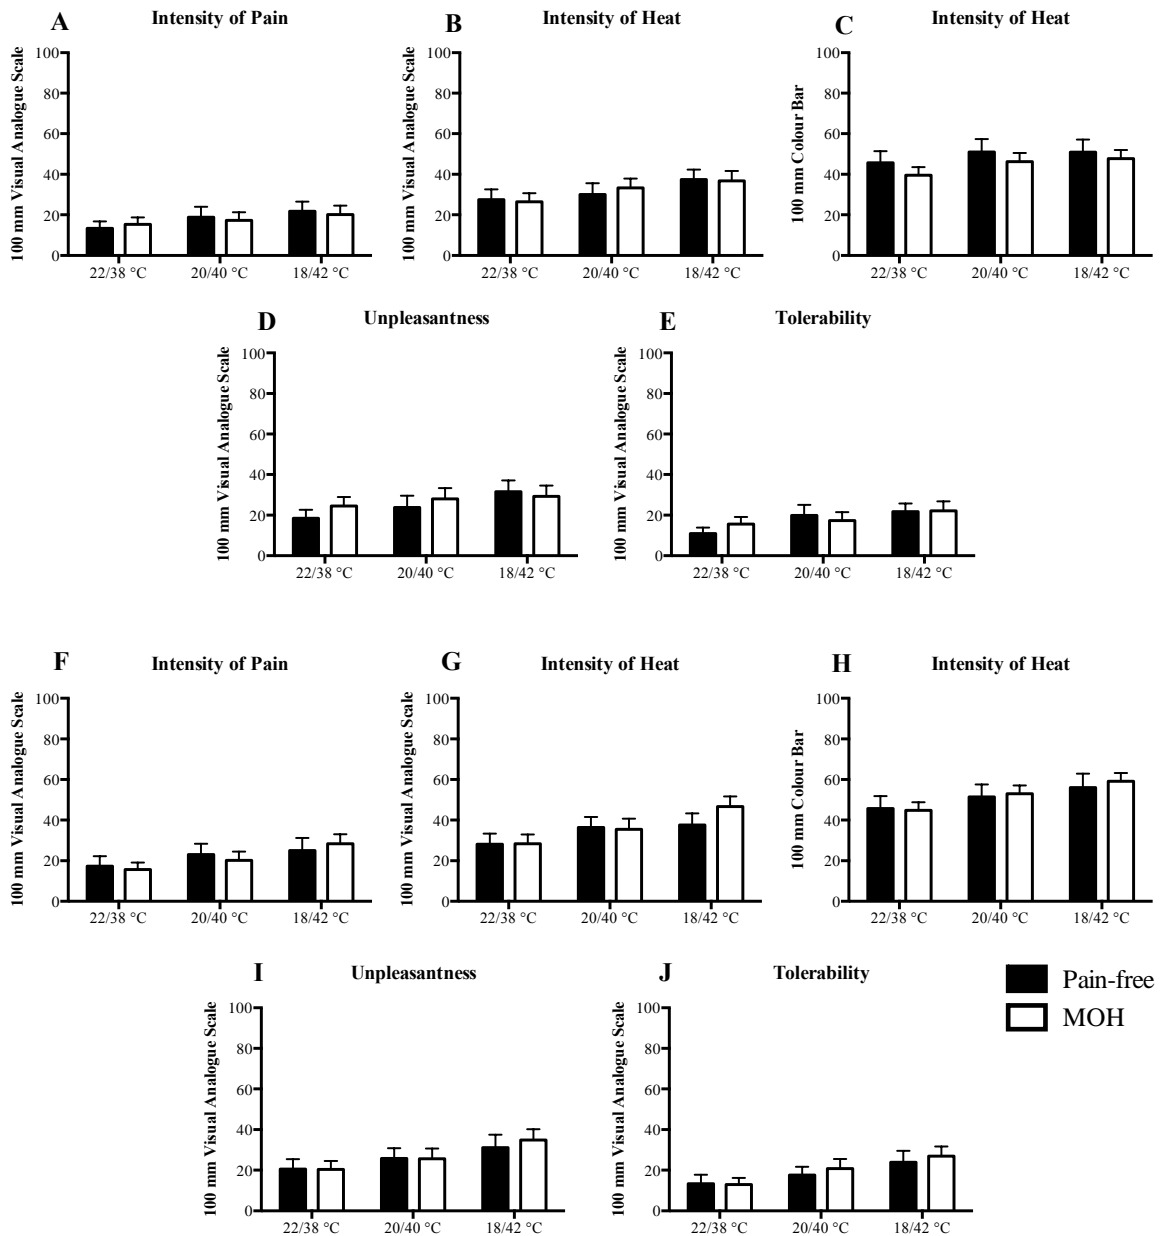 A
Intensity of Pain
100 mm Visual Analogue Scale
100
80
60
40
20
0
22/38 °C
20/40 °C
18/42 °C
B
Intensity of Heat
100 mm Visual Analogue Scale
100
80
60
40
20
0
22/38 °C
20/40 °C
18/42 °C
C
Intensity of Heat
100 mm Colour Bar
100
80
60
40
20
0
22/38 °C
20/40 °C
18/42 °C
D
Unpleasantness
100 mm Visual Analogue Scale
100
80
60
40
20
0
22/38 °C
20/40 °C
18/42 °C
E
Tolerability
100 mm Visual Analogue Scale
100
80
60
40
20
0
22/38 °C
20/40 °C
18/42 °C
F
Intensity of Pain
100 mm Visual Analogue Scale
100
80
60
40
20
0
22/38 °C
20/40 °C
18/42 °C
G
Intensity of Heat
100 mm Visual Analogue Scale
100
80
60
40
20
0
22/38 °C
20/40 °C
18/42 °C
H
Intensity of Heat
100 mm Colour Bar
100
80
60
40
20
0
22/38 °C
20/40 °C
18/42 °C
I
Unpleasantness
100 mm Visual Analogue Scale
100
80
60
40
20
0
22/38 °C
20/40 °C
18/42 °C
J
Tolerability
100 mm Visual Analogue Scale
100
80
60
40
20
0
22/38 °C
20/40 °C
18/42 °C
Pain-free
MOH